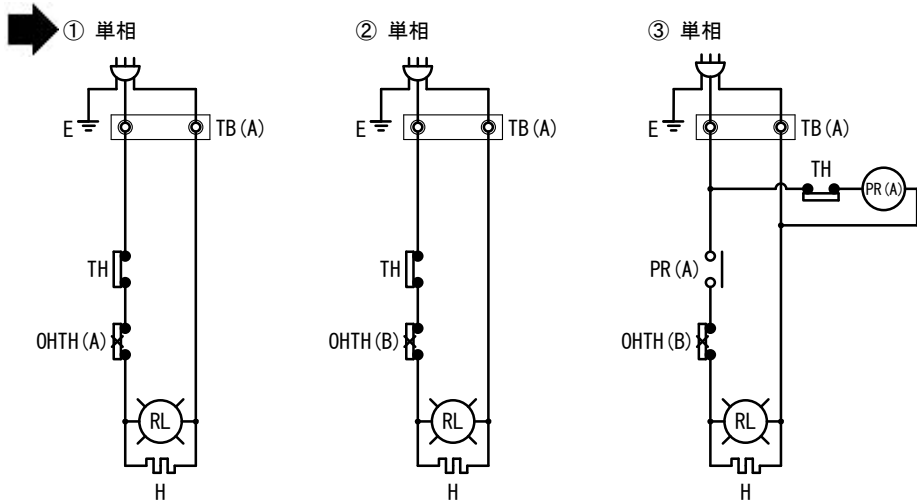 ① 単相
E
TB(A)
TH
OHTH(A)
RL
H
② 単相
E
TB(A)
TH
OHTH(B)
RL
H
③ 単相
E
TB(A)
TH
PR(A)
PR(A)
OHTH(B)
RL
H